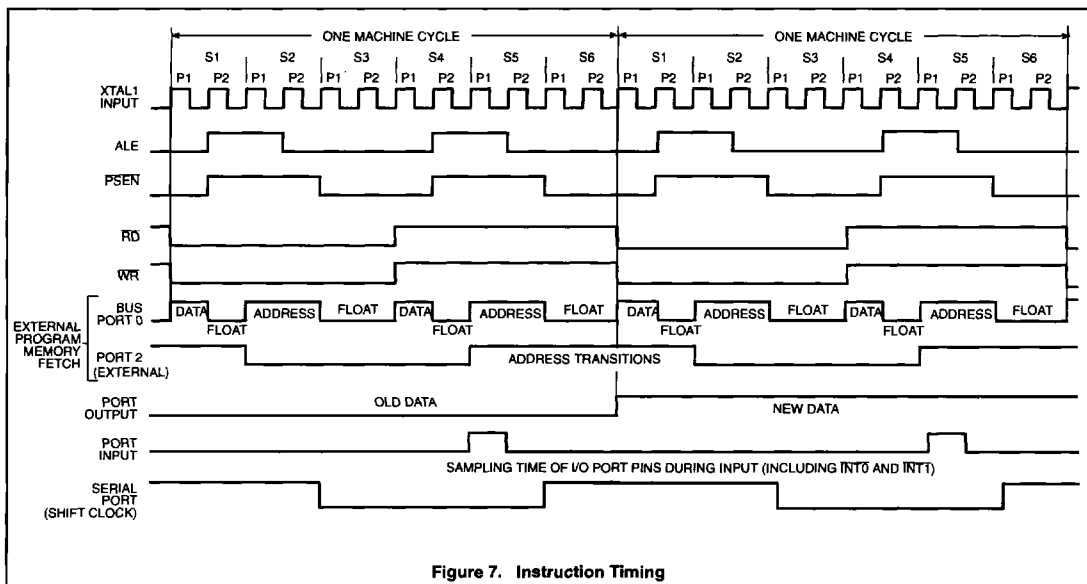 ONE MACHINE CYCLE ONE MACHINE CYCLE
S1 S2 S3 S4 S5 S6 S1 S2 S3 S4 S5 S6
P1 P2 P1 P2 P1 P2 P1 P2 P1 P2 P1 P2 P1 P2 P1 P2 P1 P2 P1 P2 P1 P2 P1 P2
XTAL1
INPUT
ALE
PSEN
RD
WR
EXTERNAL
PROGRAM
MEMORY
FETCH
BUS
PORT 0
DATA FLOAT ADDRESS FLOAT DATA FLOAT ADDRESS FLOAT DATA FLOAT ADDRESS FLOAT DATA FLOAT ADDRESS FLOAT
PORT 2
(EXTERNAL)
ADDRESS TRANSITIONS
PORT
OUTPUT
OLD DATA NEW DATA
PORT
INPUT
SAMPLING TIME OF I/O PORT PINS DURING INPUT (INCLUDING INT0 AND INT1)
SERIAL
PORT
(SHIFT CLOCK)
Figure 7. Instruction Timing